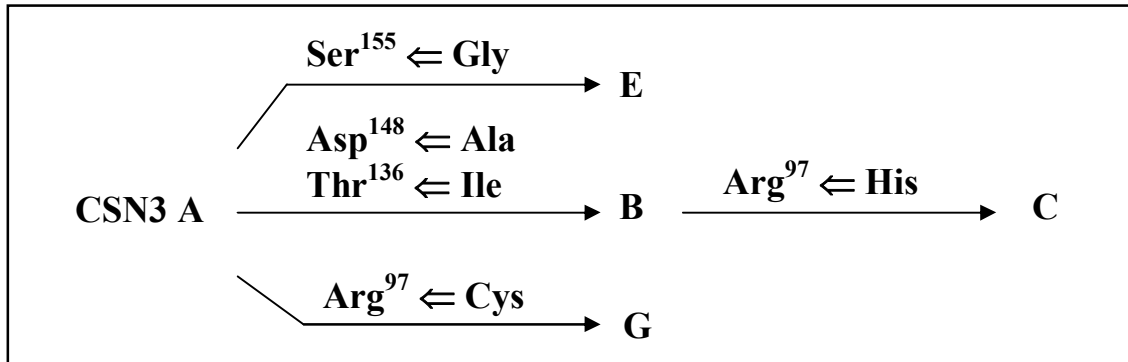 Ser¹⁵⁵ ⇐ Gly
E
Asp¹⁴⁸ ⇐ Ala
Thr¹³⁶ ⇐ Ile
Arg⁹⁷ ⇐ His
CSN3 A
B
C
Arg⁹⁷ ⇐ Cys
G